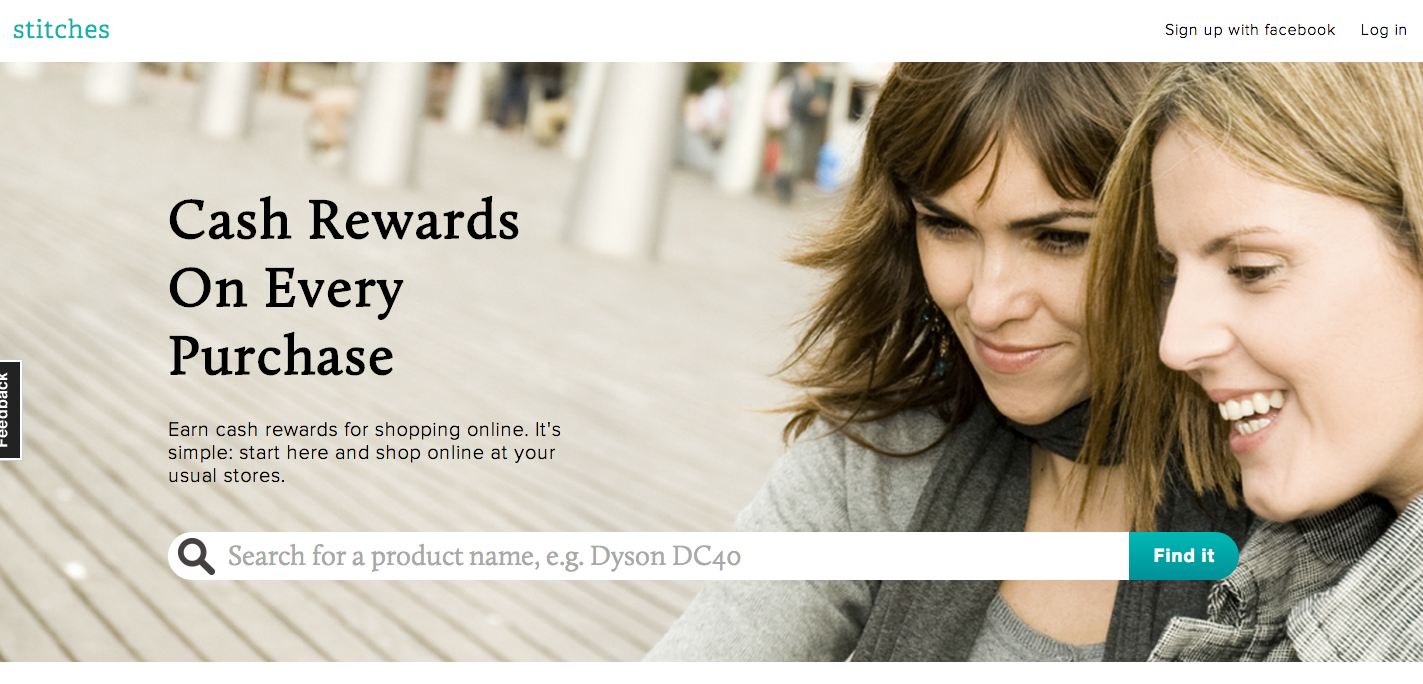 stitches
Sign up with facebook
Log in
Cash Rewards
On Every
Purchase
Earn cash rewards for shopping online. It's
simple: start here and shop online at your
usual stores.
Feedback
Search for a product name, e.g. Dyson DC40
Find it